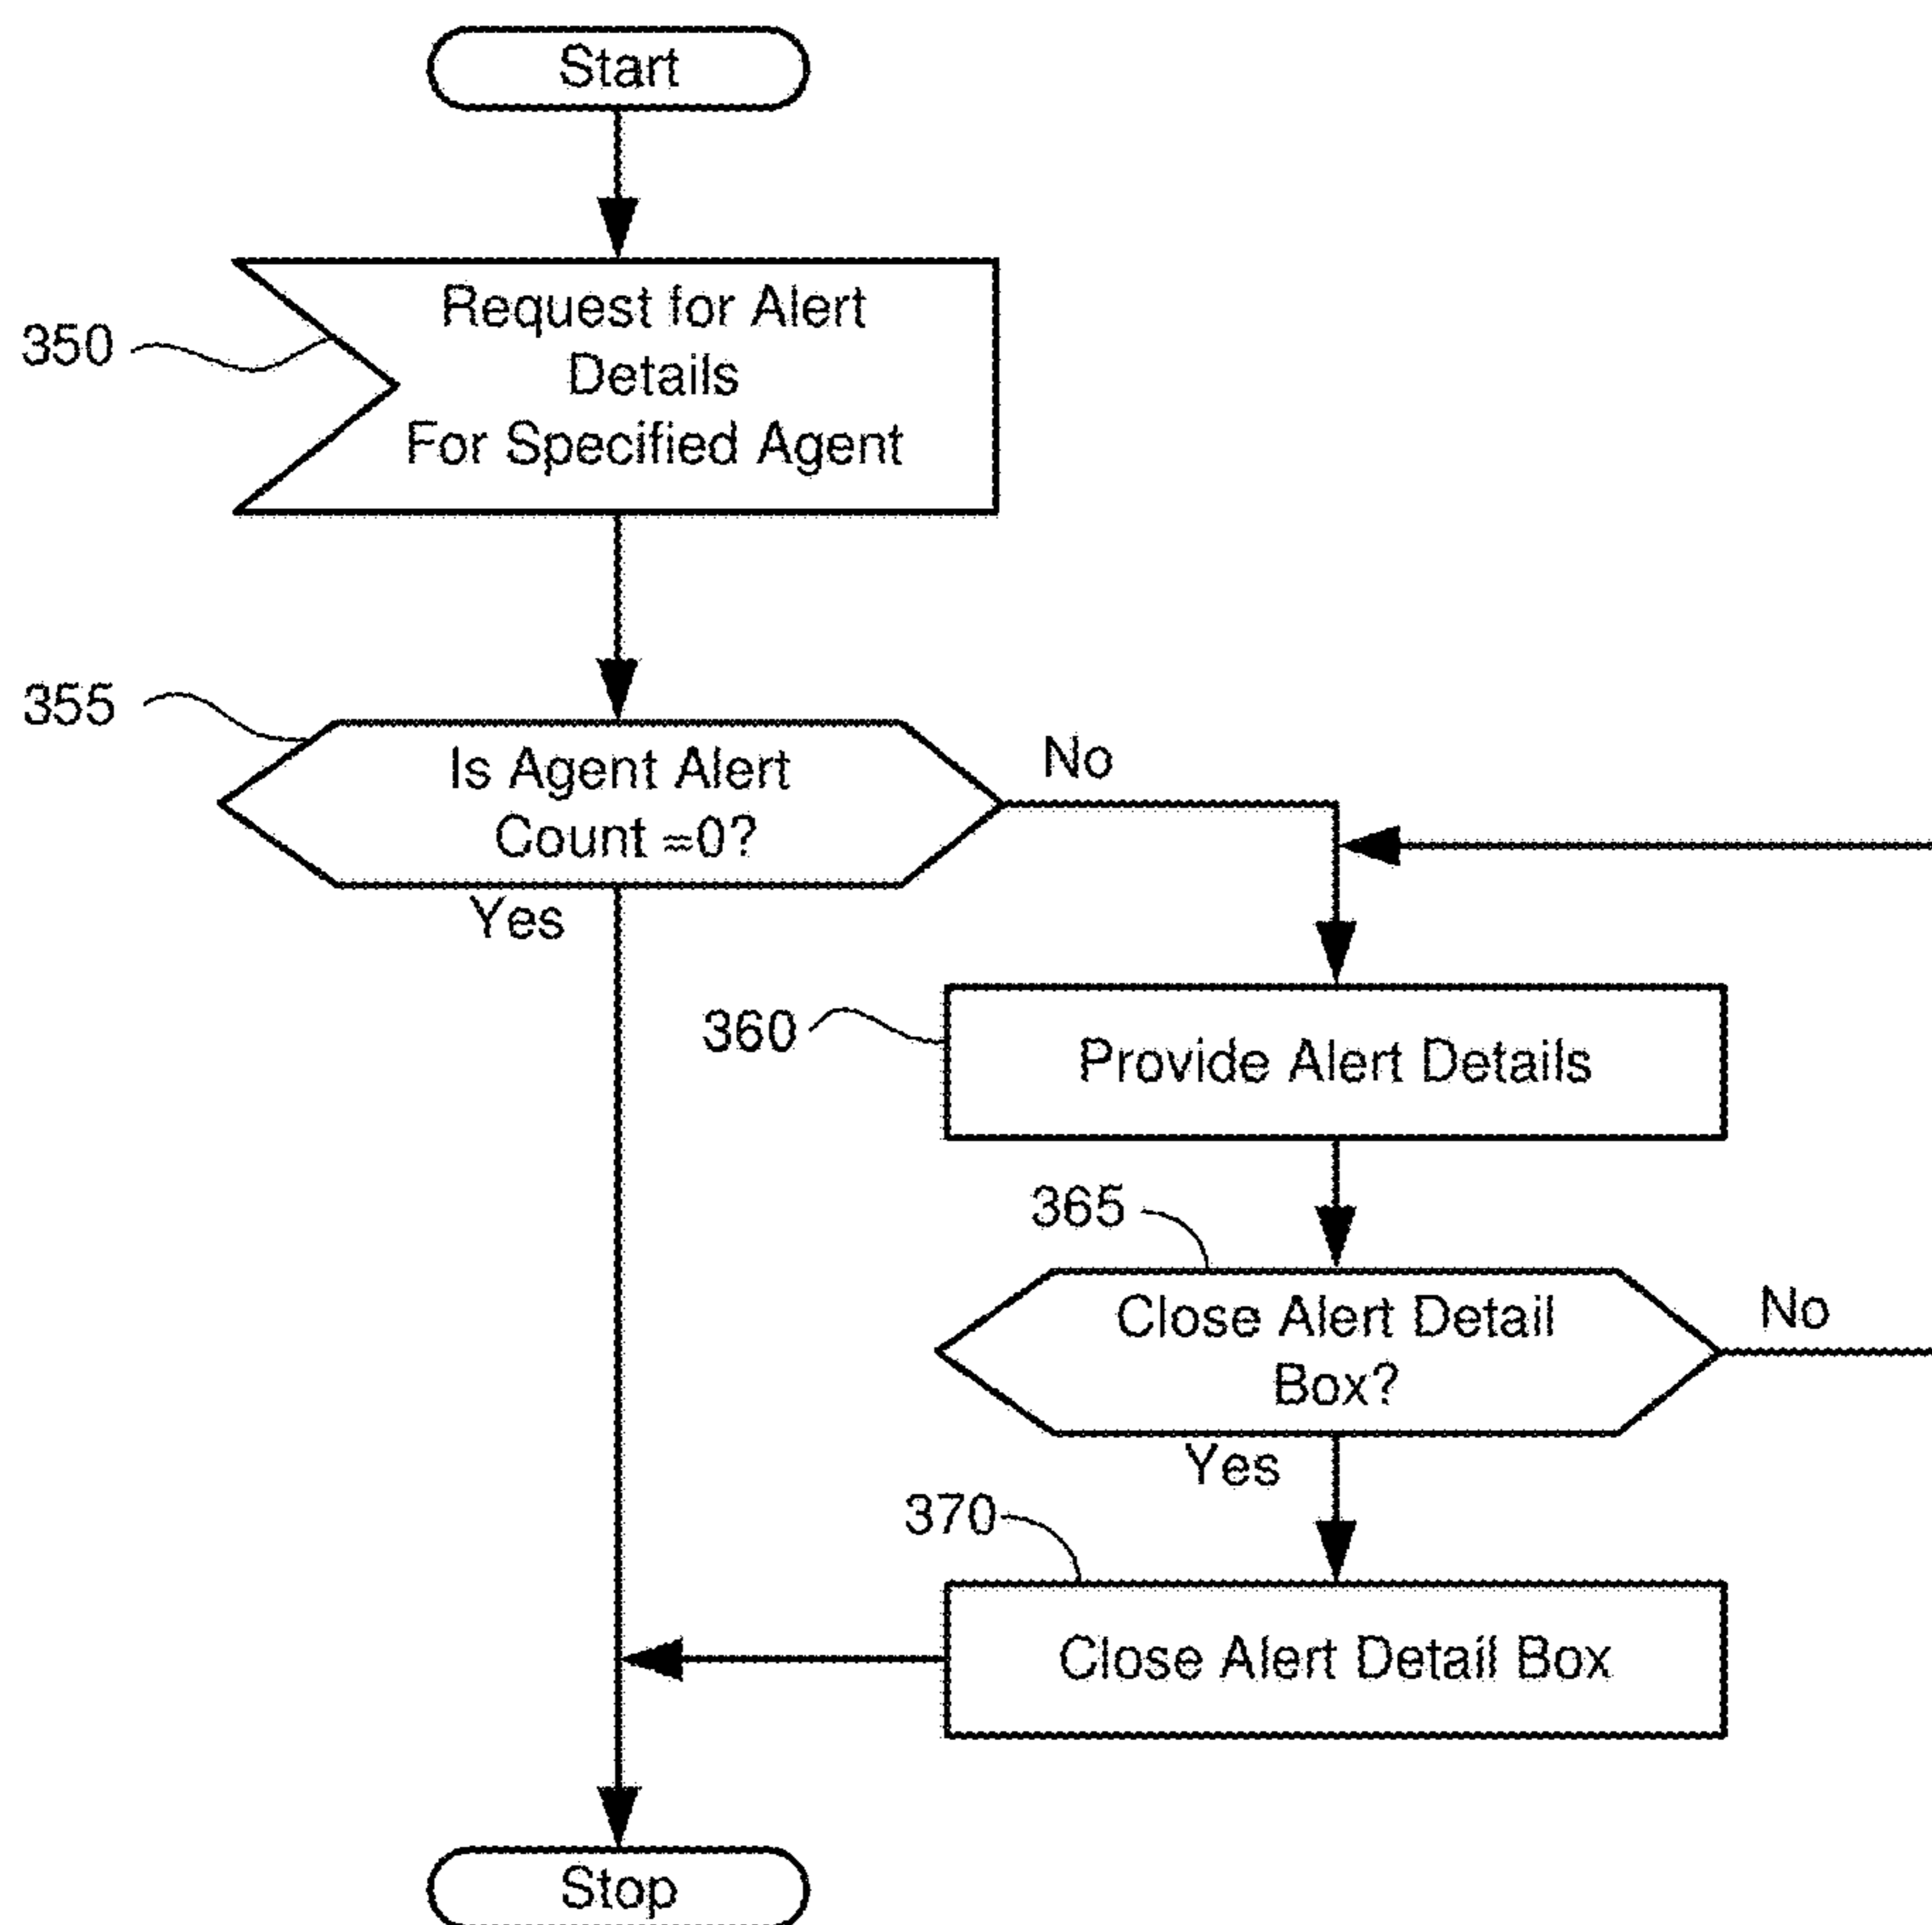 Start
350
Request for Alert
Details
For Specified Agent
355
Is Agent Alert
Count =0?
No
Yes
360
Provide Alert Details
365
Close Alert Detail
Box?
No
Yes
370
Close Alert Detail Box
Stop